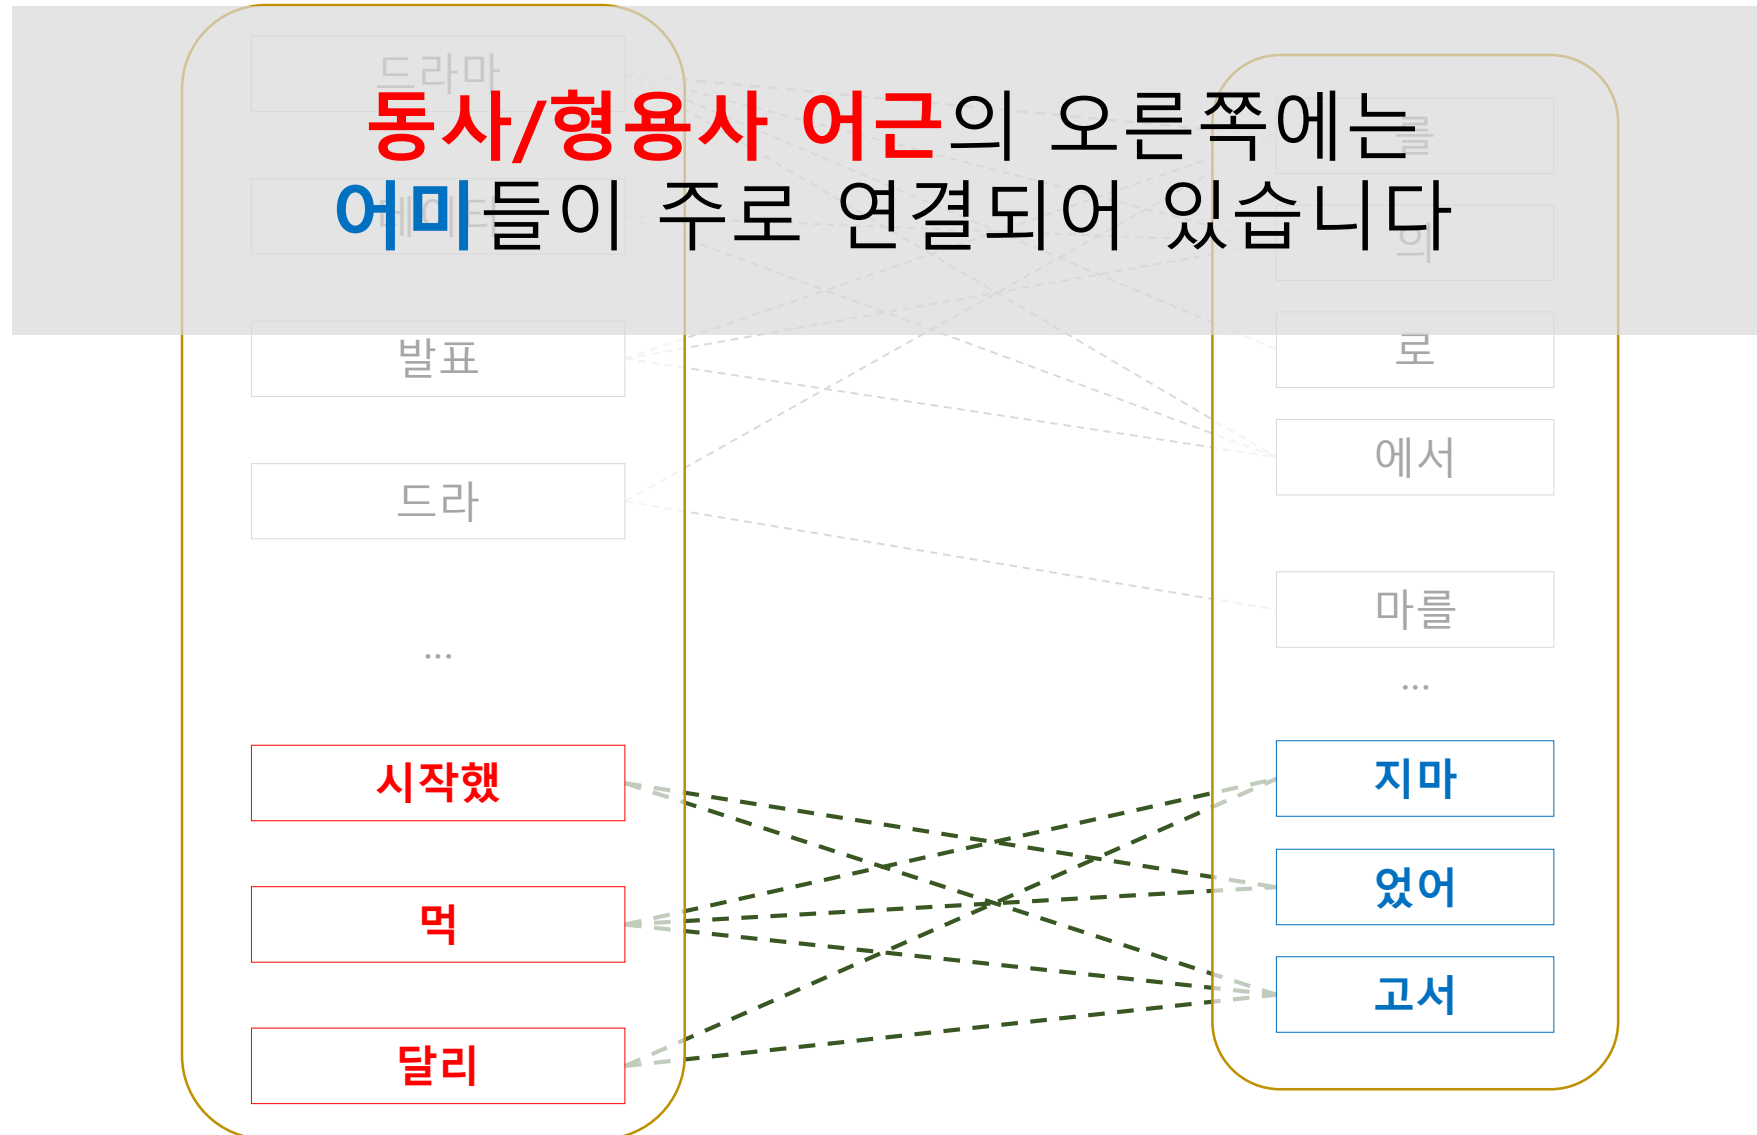 동사/형용사 어근의 오른쪽에는
어미들이 주로 연결되어 있습니다
드라마
발표
드라
...
시작했
먹
달리
를
의
로
에서
마를
...
지마
었어
고서